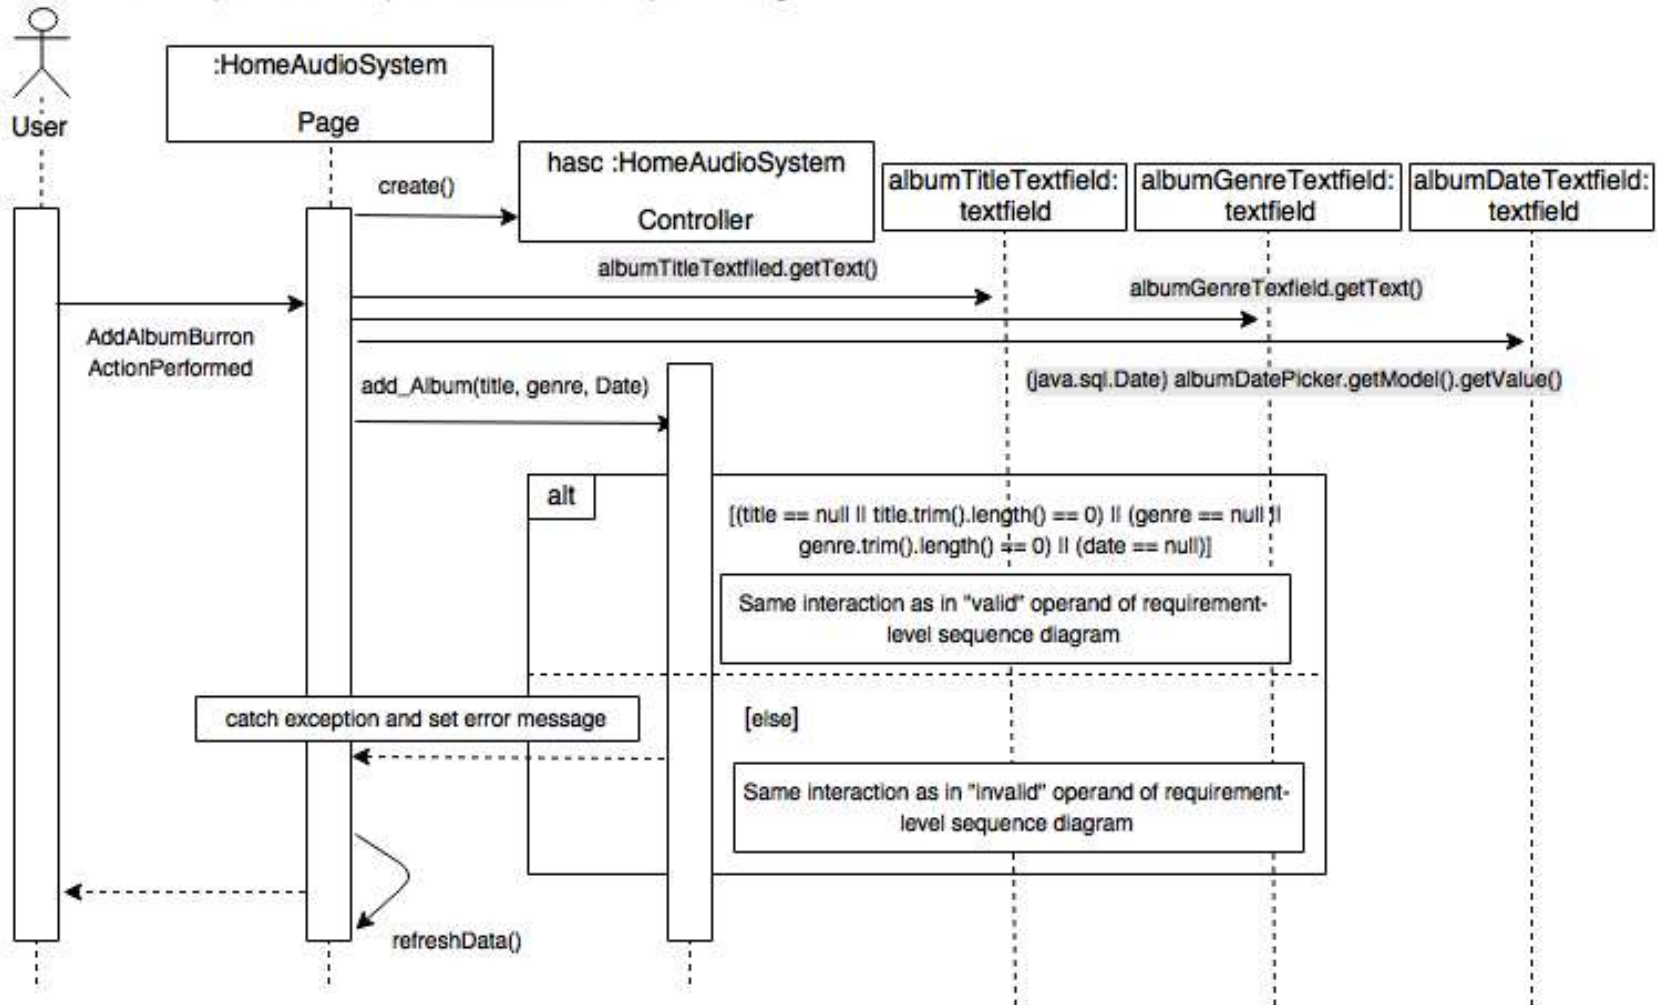 User
:HomeAudioSystem
Page
hasc :HomeAudioSystem
Controller
albumTitleTextfield:
textfield
albumGenreTextfield:
textfield
albumDateTextfield:
textfield
create()
albumTitleTextfiled.getText()
albumGenreTexfield.getText()
AddAlbumBurron
ActionPerformed
(java.sql.Date) albumDatePicker.getModel().getValue()
add_Album(title, genre, Date)
alt
[(title == null || title.trim().length() == 0) || (genre == null ||
genre.trim().length() == 0) || (date == null)]
Same interaction as in "valid" operand of requirement-
level sequence diagram
catch exception and set error message
[else]
Same interaction as in "invalid" operand of requirement-
level sequence diagram
refreshData()